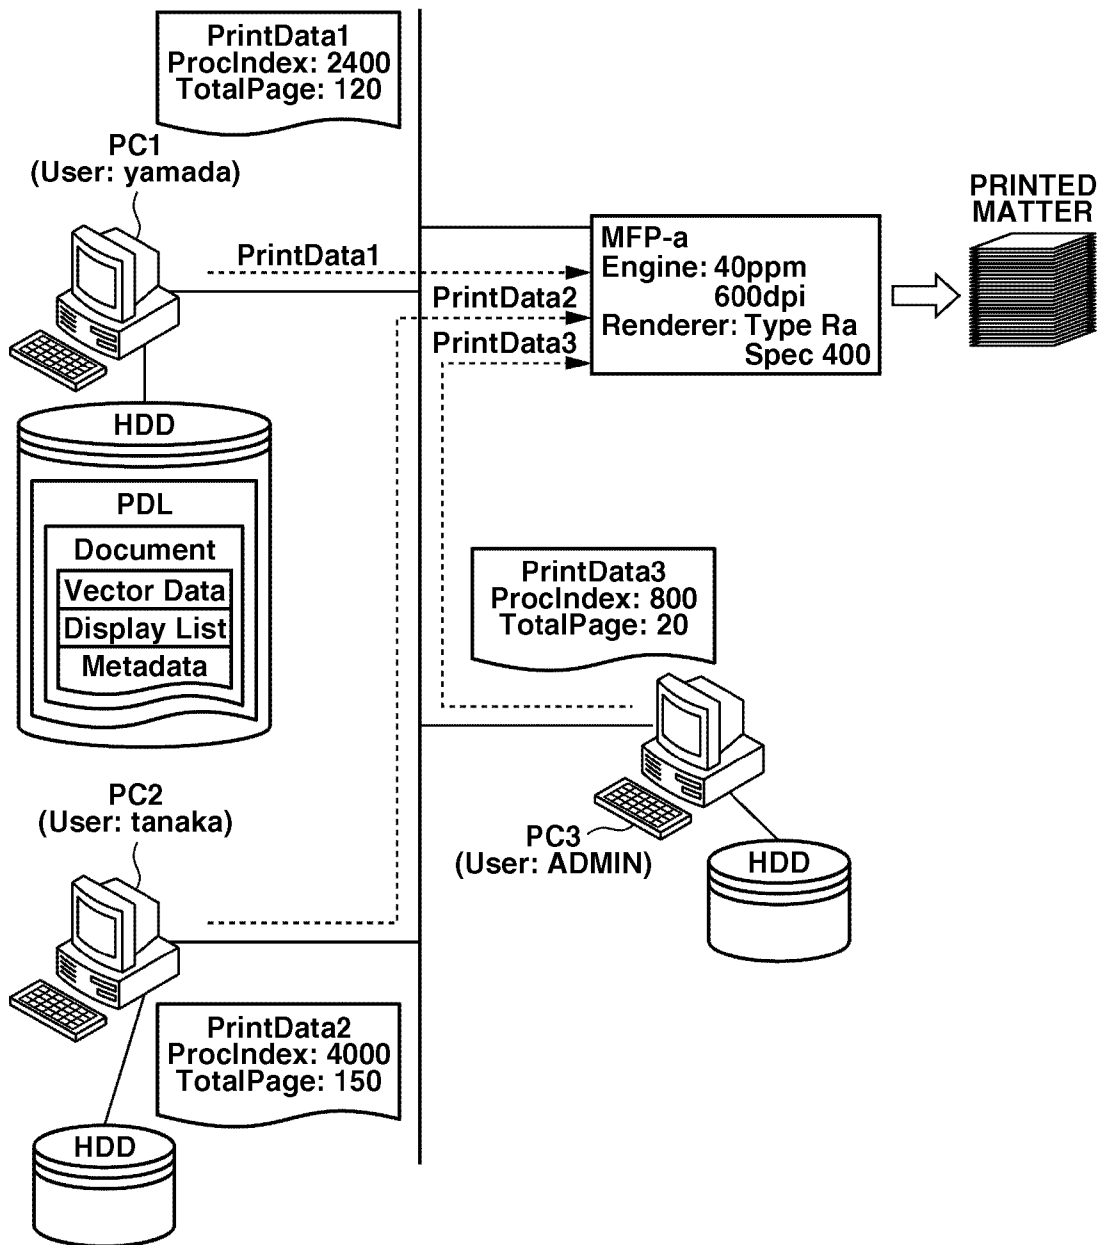 PrintData1
ProcIndex: 2400
TotalPage: 120
PC1
(User: yamada)
PrintData1
PrintData2
PrintData3
MFP-a
Engine: 40ppm
600dpi
Renderer: Type Ra
Spec 400
PRINTED
MATTER
HDD
PDL
Document
Vector Data
Display List
Metadata
PrintData3
ProcIndex: 800
TotalPage: 20
PC3
(User: ADMIN)
HDD
PC2
(User: tanaka)
PrintData2
ProcIndex: 4000
TotalPage: 150
HDD